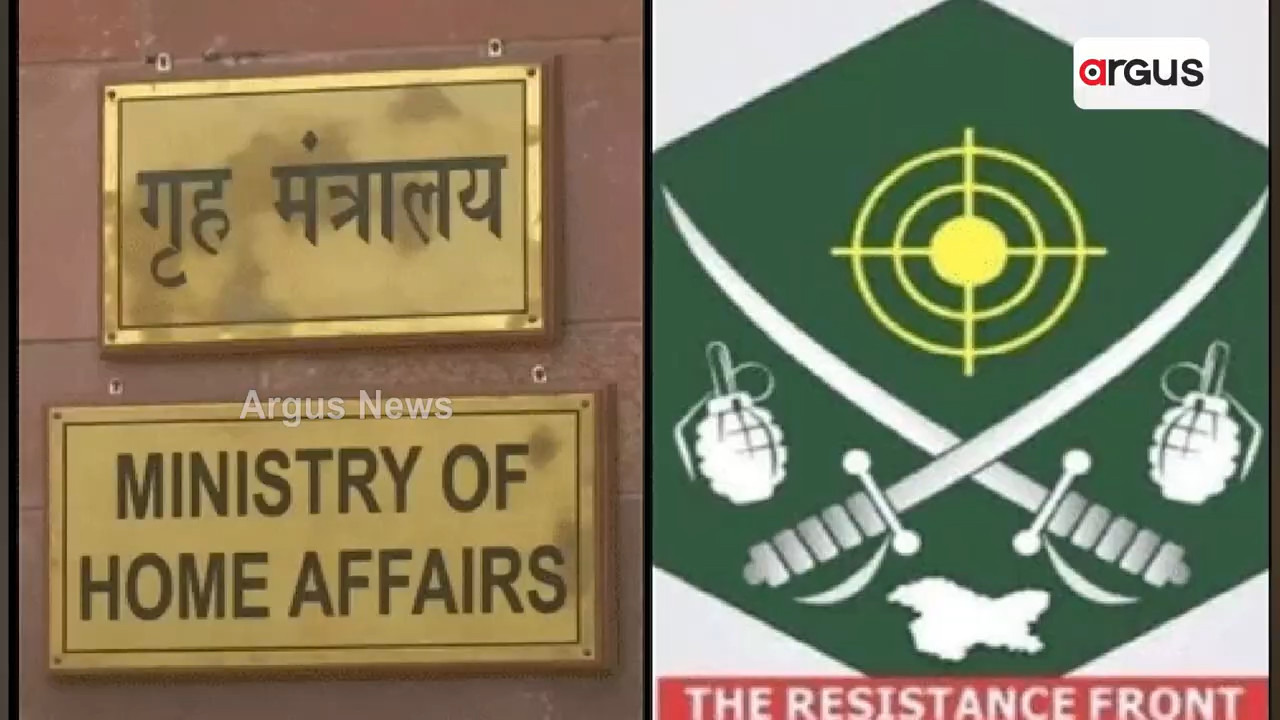 गृह मंत्रालय
Argus News
MINISTRY OF
HOME AFFAIRS
argus
THE RESISTANCE FRONT